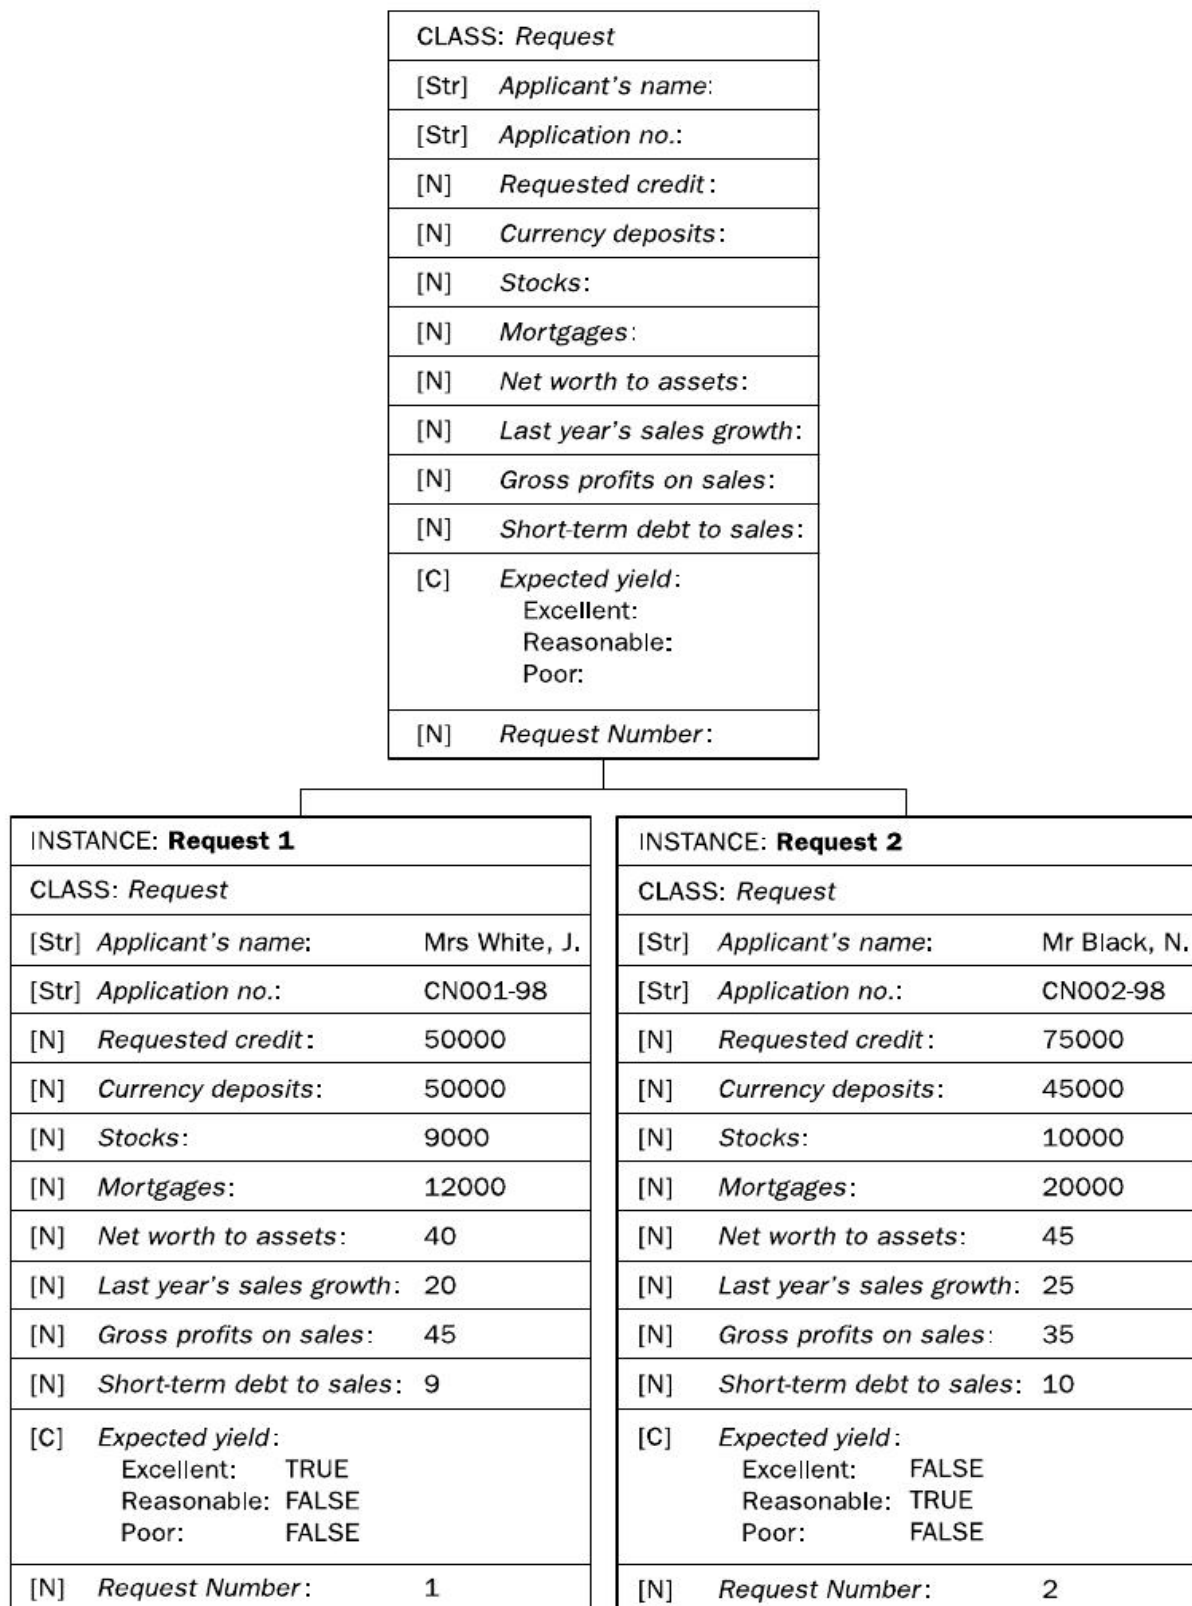 CLASS: Request
[Str] Applicant's name:
[Str] Application no.:
[N] Requested credit:
[N] Currency deposits:
[N] Stocks:
[N] Mortgages:
[N] Net worth to assets:
[N] Last year's sales growth:
[N] Gross profits on sales:
[N] Short-term debt to sales:
[C] Expected yield:
Excellent:
Reasonable:
Poor:
[N] Request Number:
INSTANCE: Request 1
CLASS: Request
[Str] Applicant's name: Mrs White, J.
[Str] Application no.: CN001-98
[N] Requested credit: 50000
[N] Currency deposits: 50000
[N] Stocks: 9000
[N] Mortgages: 12000
[N] Net worth to assets: 40
[N] Last year's sales growth: 20
[N] Gross profits on sales: 45
[N] Short-term debt to sales: 9
[C] Expected yield:
Excellent: TRUE
Reasonable: FALSE
Poor: FALSE
[N] Request Number: 1
INSTANCE: Request 2
CLASS: Request
[Str] Applicant's name: Mr Black, N.
[Str] Application no.: CN002-98
[N] Requested credit: 75000
[N] Currency deposits: 45000
[N] Stocks: 10000
[N] Mortgages: 20000
[N] Net worth to assets: 45
[N] Last year's sales growth: 25
[N] Gross profits on sales: 35
[N] Short-term debt to sales: 10
[C] Expected yield:
Excellent: FALSE
Reasonable: TRUE
Poor: FALSE
[N] Request Number: 2